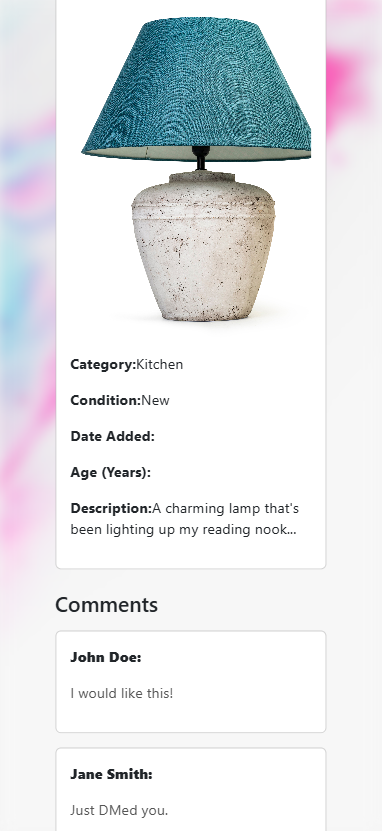 Category:Kitchen
Condition:New
Date Added:
Age (Years):
Description:A charming lamp that's
been lighting up my reading nook...
Comments
John Doe:
I would like this!
Jane Smith:
Just DMed you.